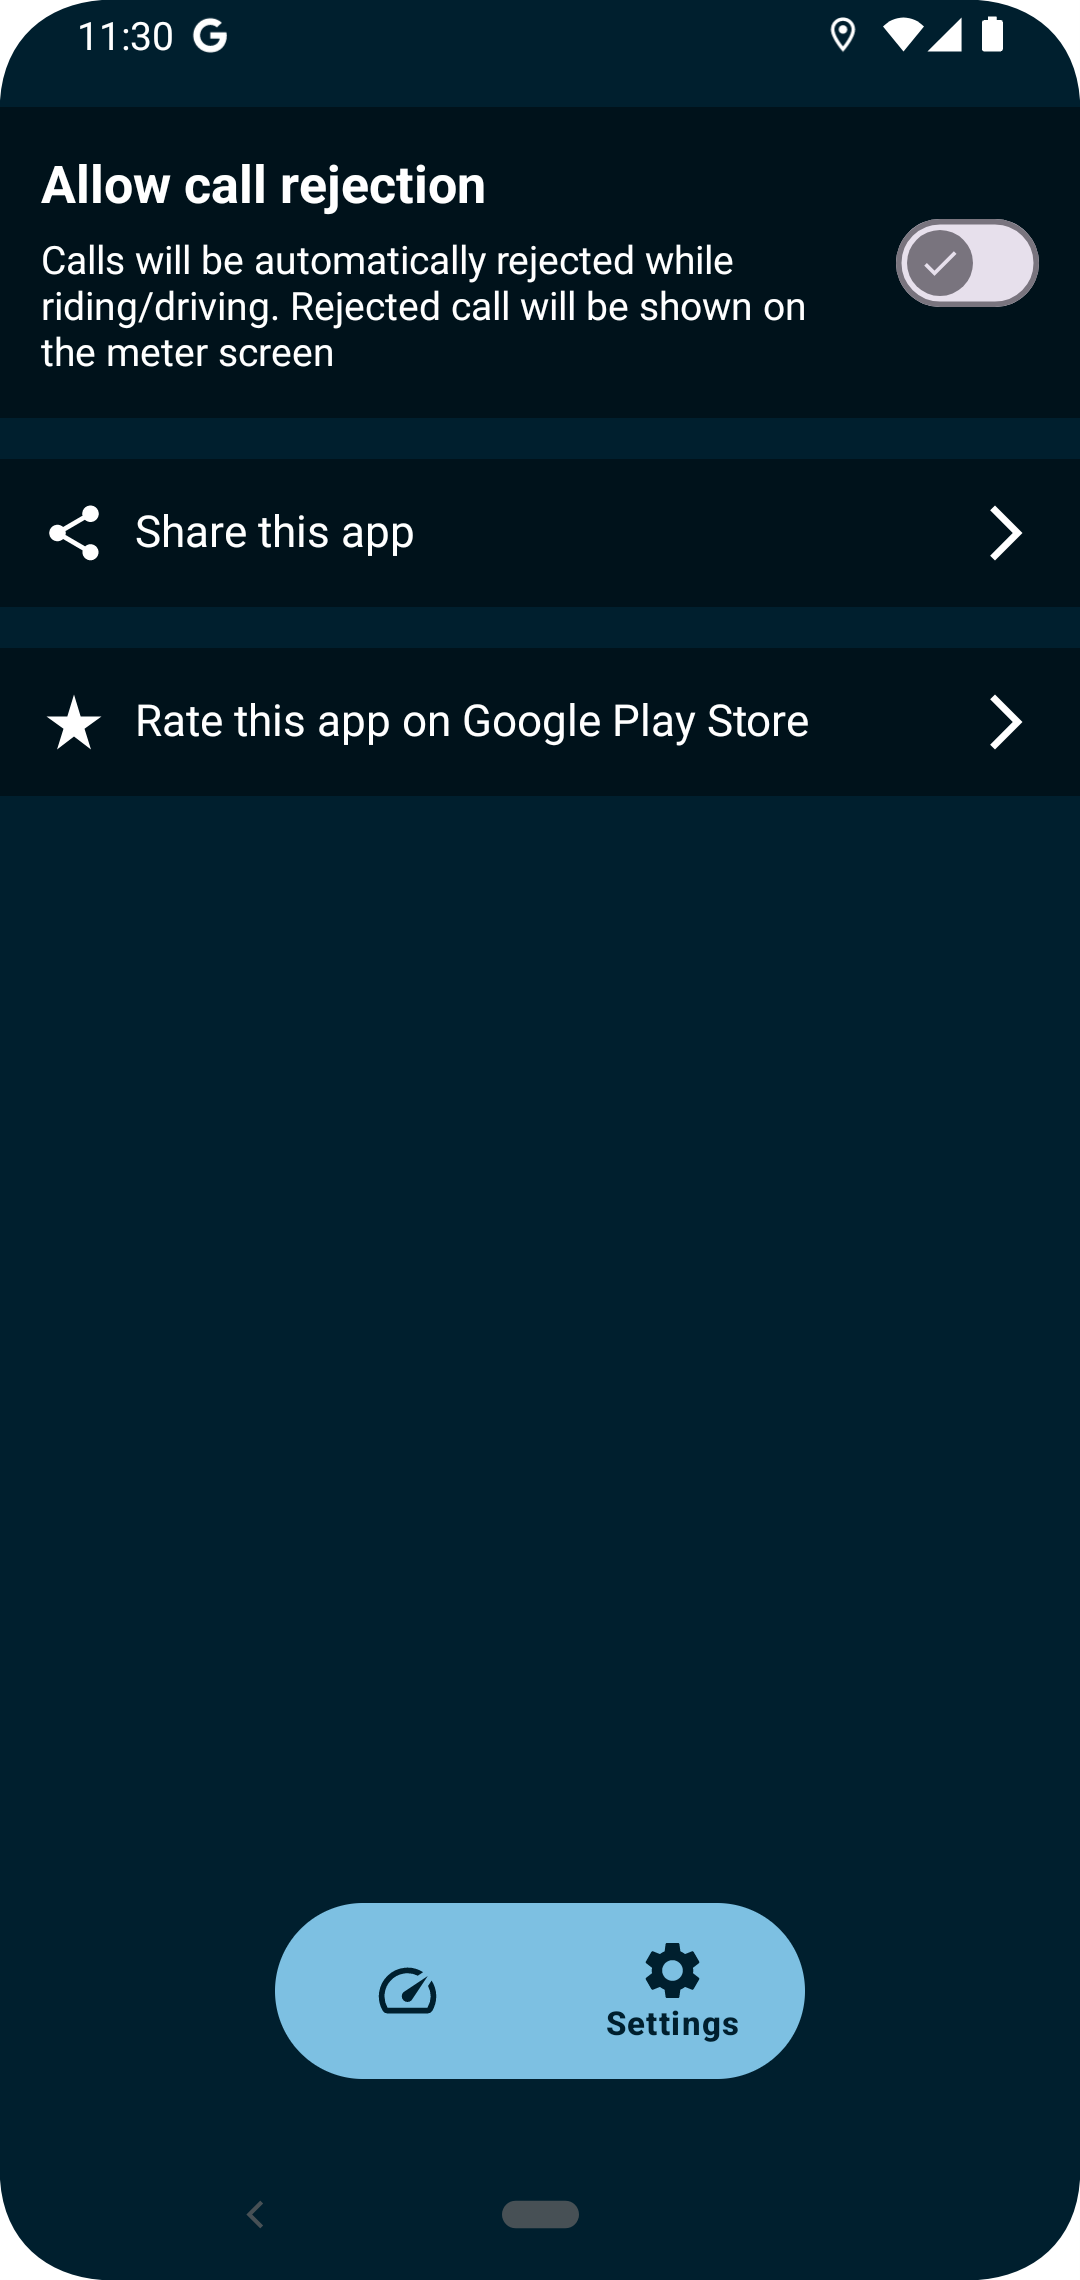 11:30
Allow call rejection
Calls will be automatically rejected while
riding/driving. Rejected call will be shown on
the meter screen
Share this app
Rate this app on Google Play Store
Settings